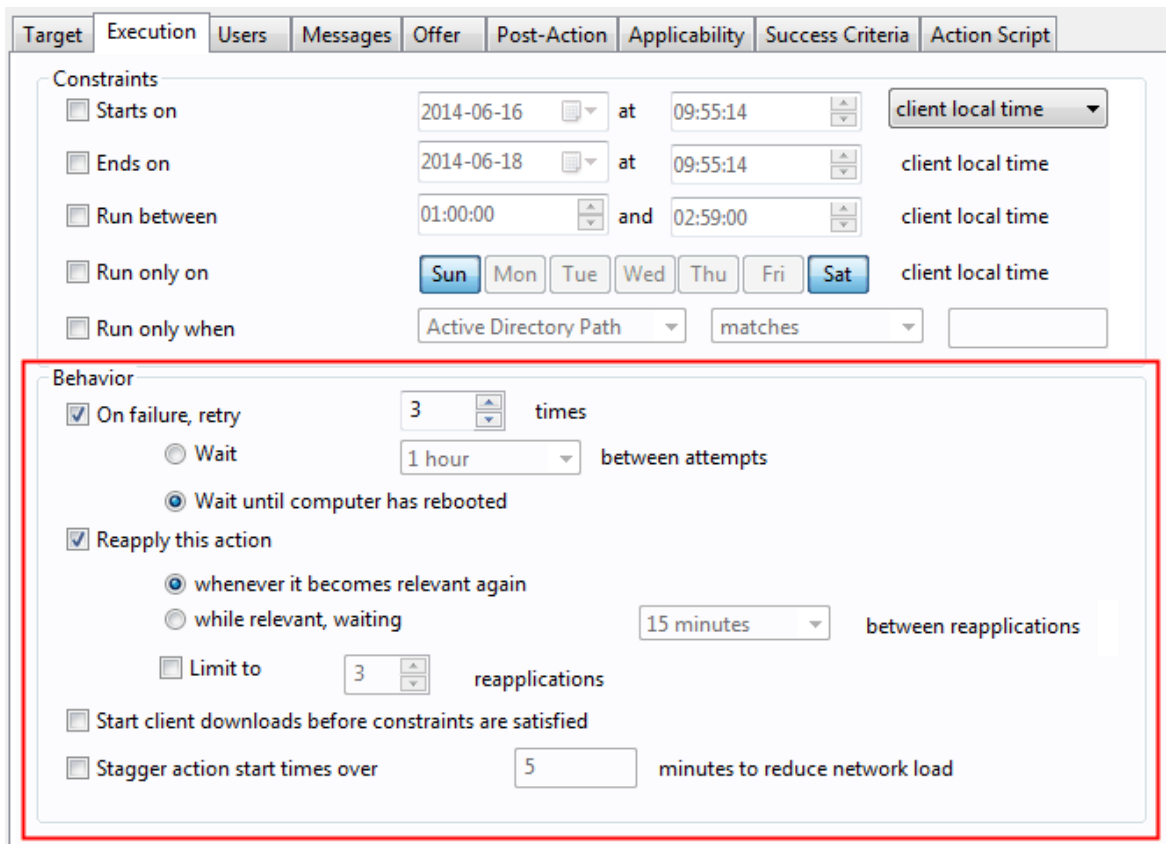 Target Execution Users Messages Offer Post-Action Applicability Success Criteria Action Script
Constraints
Starts on 2014-06-16 at 09:55:14 client local time
Ends on 2014-06-18 at 09:55:14 client local time
Run between 01:00:00 and 02:59:00 client local time
Run only on Sun Mon Tue Wed Thu Fri Sat client local time
Run only when Active Directory Path matches
Behavior
On failure, retry 3 times
Wait 1 hour between attempts
Wait until computer has rebooted
Reapply this action
whenever it becomes relevant again
while relevant, waiting 15 minutes between reapplications
Limit to 3 reapplications
Start client downloads before constraints are satisfied
Stagger action start times over 5 minutes to reduce network load